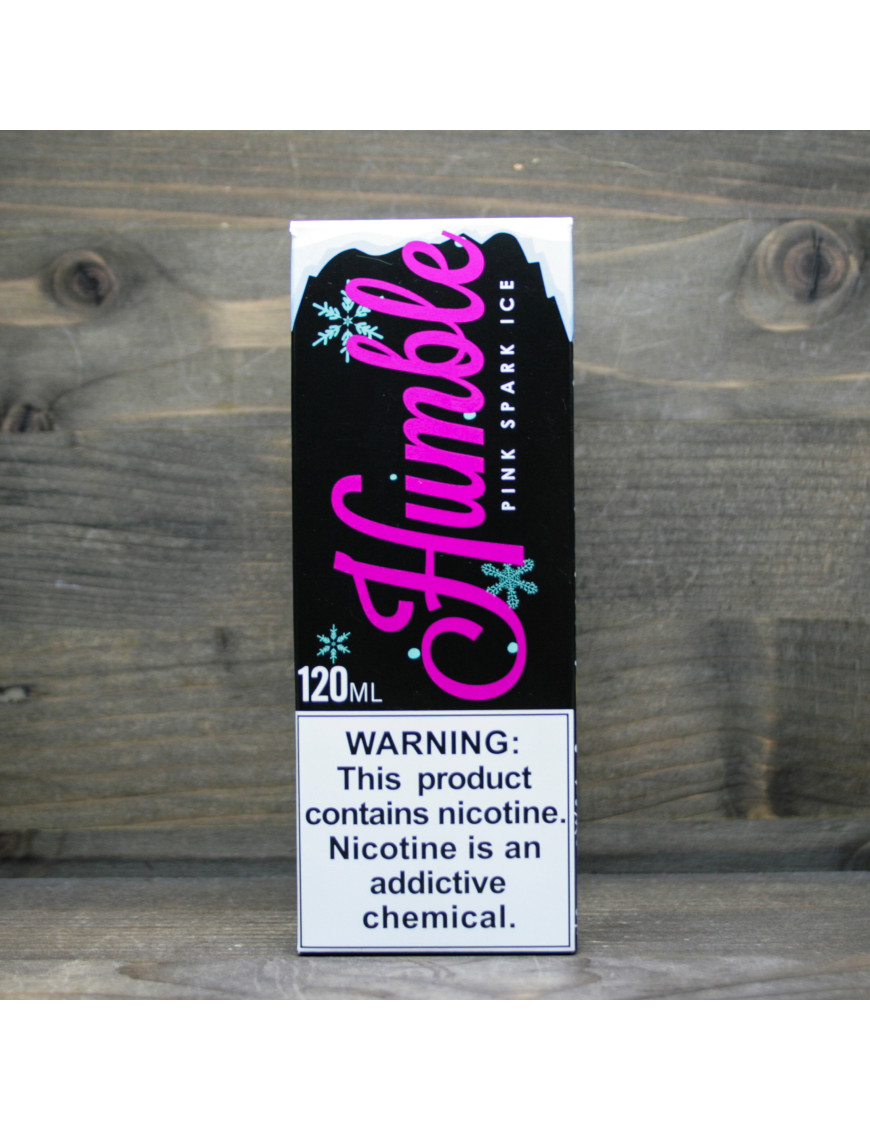 Humble
PINK SPARK ICE
120ML
WARNING:
This product
contains nicotine.
Nicotine is an
addictive
chemical.